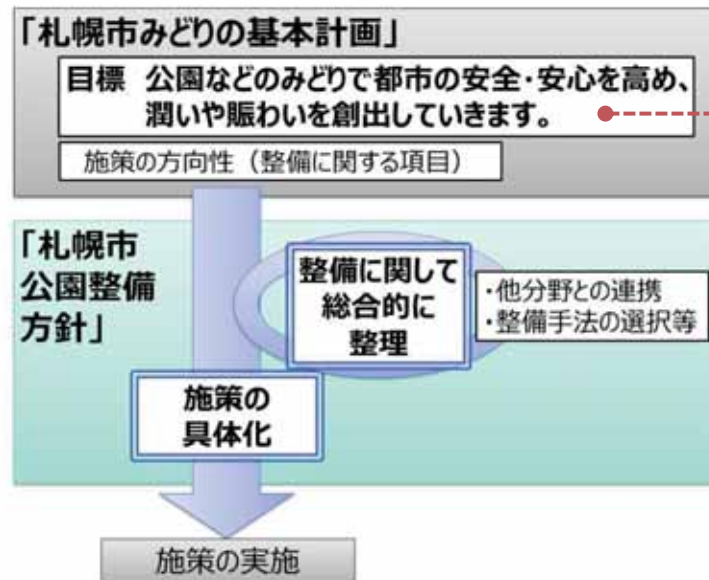 「札幌市みどりの基本計画」
目標 公園などのみどりで都市の安全・安心を高め、
潤いや賑わいを創出していきます。
施策の方向性（整備に関する項目）
「札幌市
公園整備
方針」
整備に関して
総合的に
整理
・他分野との連携
・整備手法の選択等
施策の
具体化
施策の実施